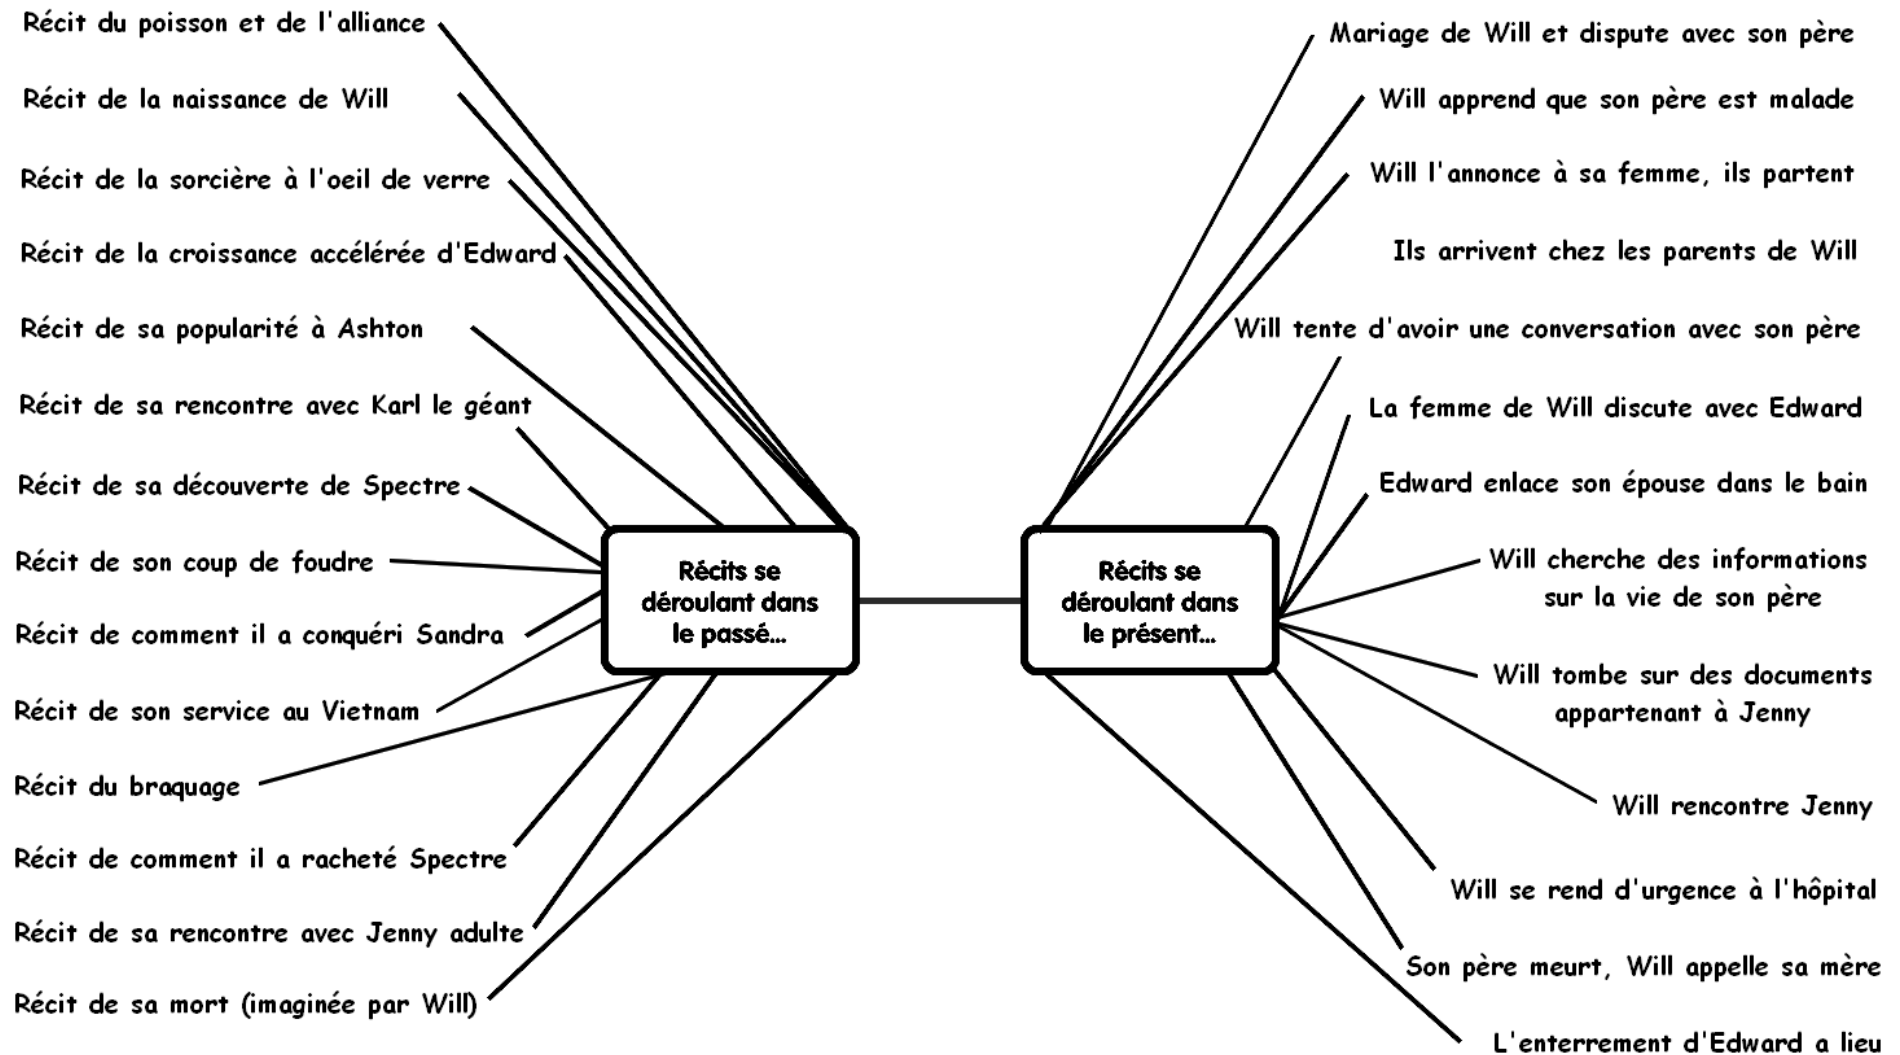 Récit du poisson et de l'alliance
Récit de la naissance de Will
Récit de la sorcière à l'oeil de verre
Récit de la croissance accélérée d'Edward
Récit de sa popularité à Ashton
Récit de sa rencontre avec Karl le géant
Récit de sa découverte de Spectre
Récit de son coup de foudre
Récit de comment il a conquéri Sandra
Récit de son service au Vietnam
Récit du braquage
Récit de comment il a racheté Spectre
Récit de sa rencontre avec Jenny adulte
Récit de sa mort (imaginée par Will)
Récits se
déroulant dans
le passé...
Récits se
déroulant dans
le présent...
Mariage de Will et dispute avec son père
Will apprend que son père est malade
Will l'annonce à sa femme, ils partent
Ils arrivent chez les parents de Will
Will tente d'avoir une conversation avec son père
La femme de Will discute avec Edward
Edward enlace son épouse dans le bain
Will cherche des informations
sur la vie de son père
Will tombe sur des documents
appartenant à Jenny
Will rencontre Jenny
Will se rend d'urgence à l'hôpital
Son père meurt, Will appelle sa mère
L'enterrement d'Edward a lieu